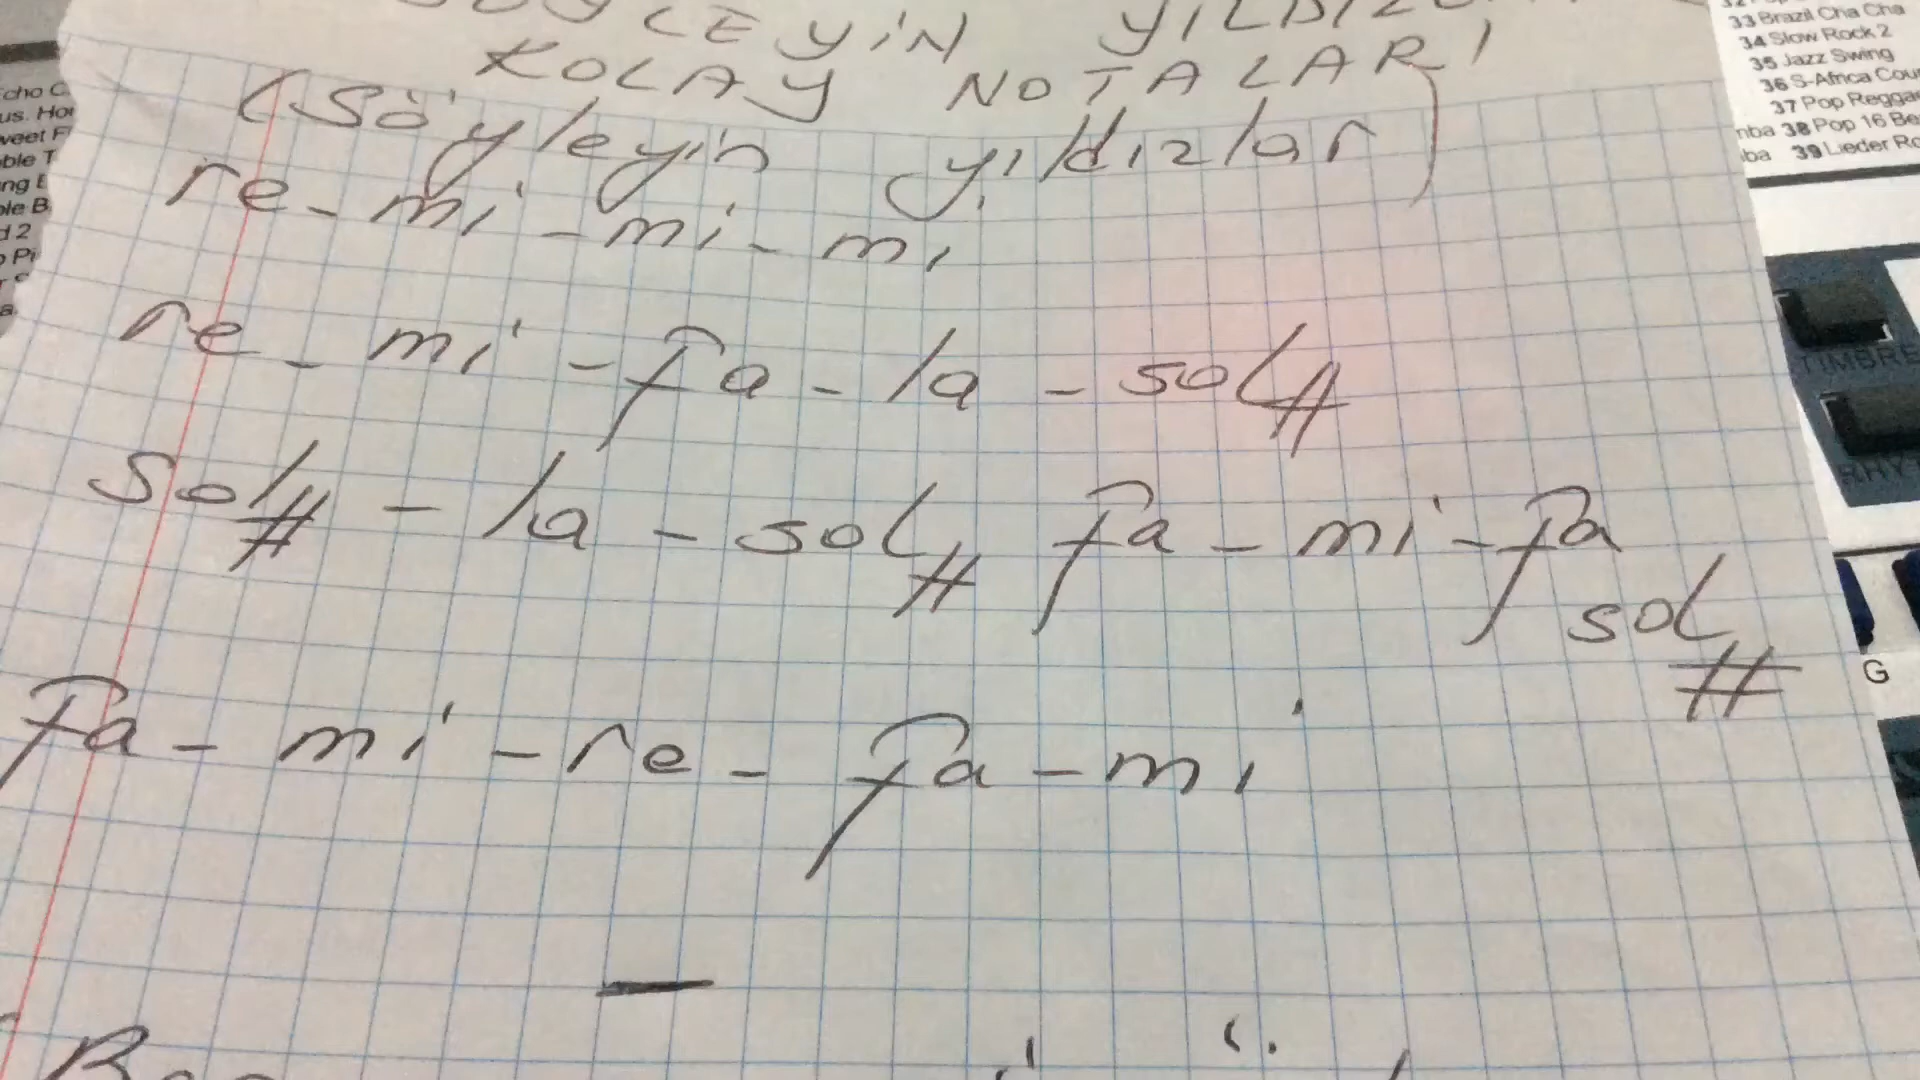 SÖYLEYİN
KOLAY NOTALARI
(Söyleyin yıldızlar)
re - mi - mi - mi
re - mi - fa - la - sol#
sol# - la - sol# fa - mi - fa
sol#
fa - mi - re - fa - mi
33 Brazil Cha Cha
34 Slow Rock 2
35 Jazz Swing
36 S-Africa Cou
37 Pop Reggae
38 Pop 16 Be
39 Lieder Ro
TIMBRE
G